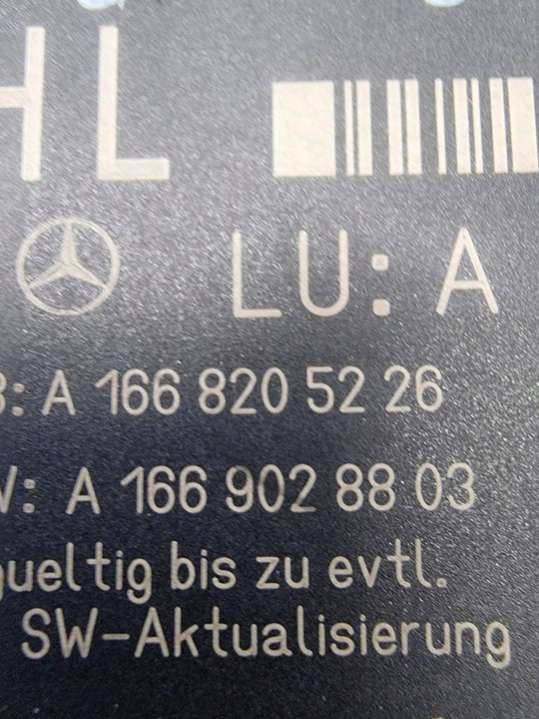 HL
LU: A
B: A 166 820 52 26
W: A 166 902 88 03
gueltig bis zu evtl.
SW-Aktualisierung